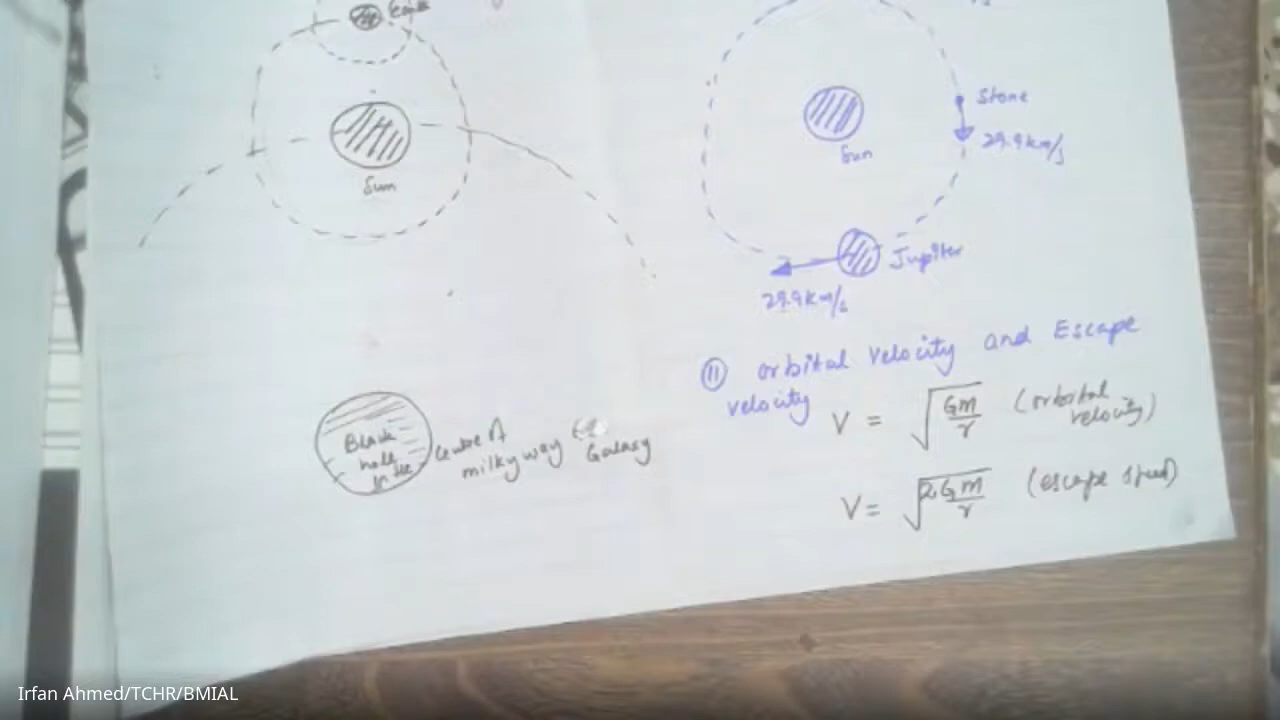 Earth
Sun
Black
hole
in the
centre of
milky way
Galaxy
Sun
Stone
29.9km/s
Jupiter
29.9km/s
II orbital velocity and Escape
velocity
V = √GM/r (orbital
velocity)
V = √2GM/r (escape speed)
Irfan Ahmed/TCHR/BMIAL